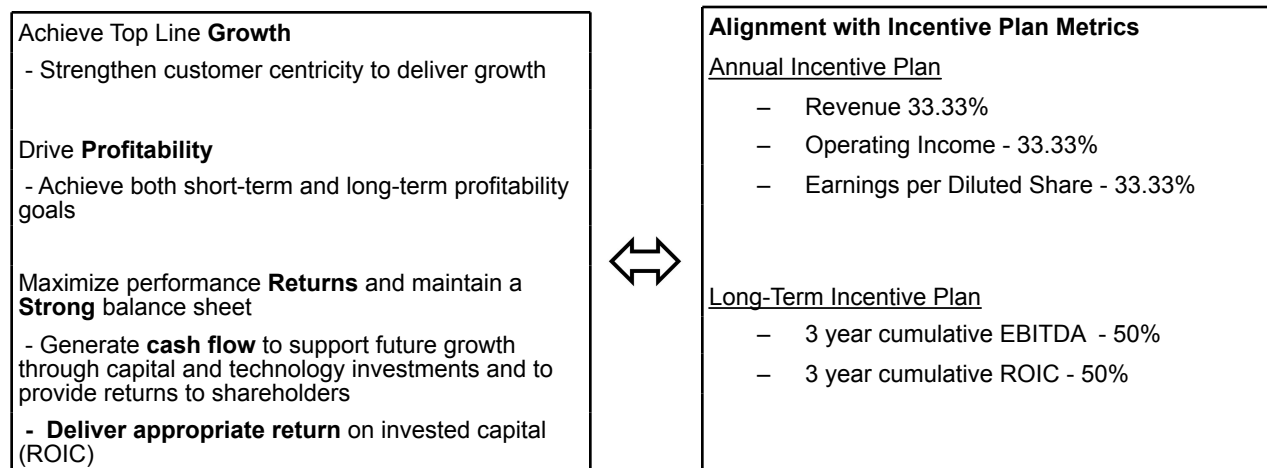 Achieve Top Line Growth
- Strengthen customer centricity to deliver growth
Drive Profitability
- Achieve both short-term and long-term profitability
goals
Maximize performance Returns and maintain a
Strong balance sheet
- Generate cash flow to support future growth
through capital and technology investments and to
provide returns to shareholders
- Deliver appropriate return on invested capital
(ROIC)
Alignment with Incentive Plan Metrics
Annual Incentive Plan
– Revenue 33.33%
– Operating Income - 33.33%
– Earnings per Diluted Share - 33.33%
Long-Term Incentive Plan
– 3 year cumulative EBITDA - 50%
– 3 year cumulative ROIC - 50%